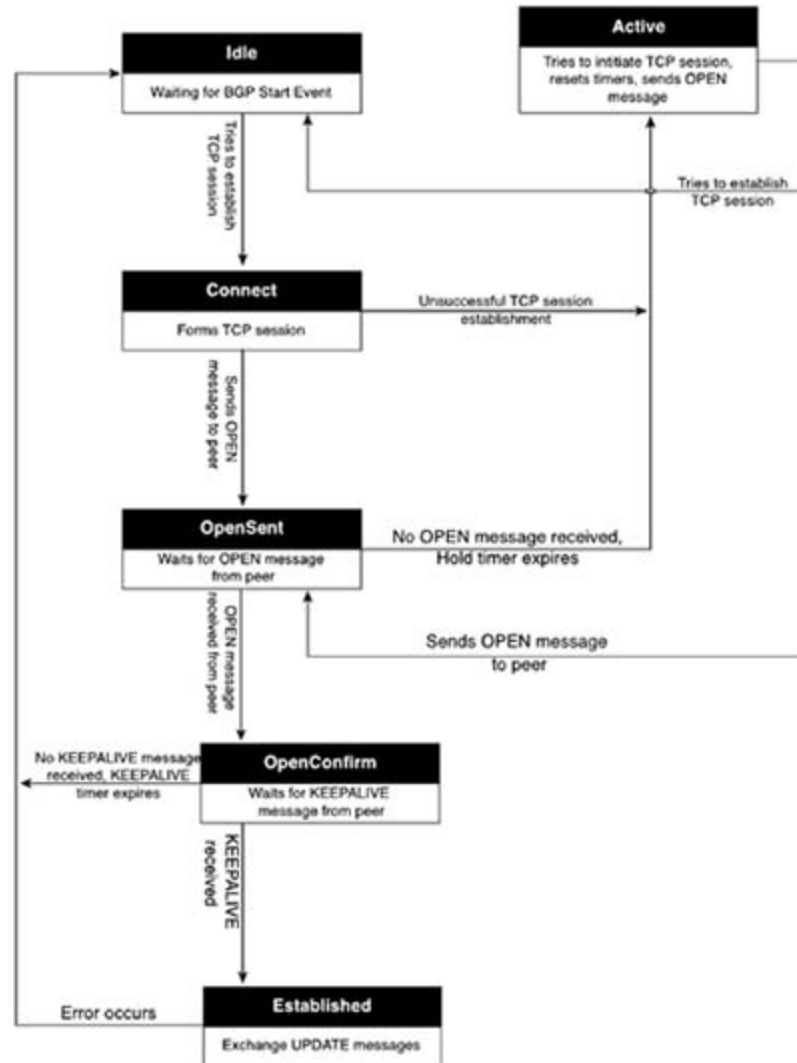 Idle
Waiting for BGP Start Event
Active
Tries to intitiate TCP session,
resets timers, sends OPEN
message
Tries to establish
TCP session
Tries to establish
TCP session
Connect
Forms TCP session
Unsuccessful TCP session
establishment
Sends OPEN
message to peer
OpenSent
Waits for OPEN message
from peer
No OPEN message received,
Hold timer expires
OPEN message
received from peer
Sends OPEN message
to peer
OpenConfirm
Waits for KEEPALIVE
message from peer
No KEEPALIVE message
received, KEEPALIVE
timer expires
KEEPALIVE
received
Established
Exchange UPDATE messages
Error occurs